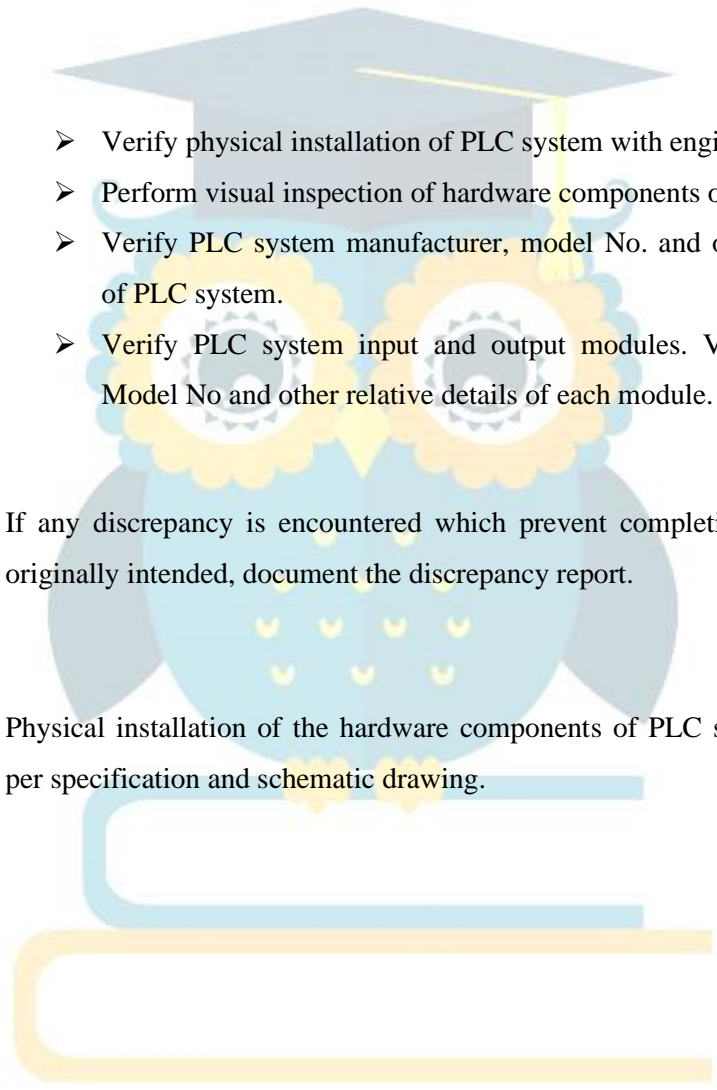 ➢ Verify physical installation of PLC system with engi
➢ Perform visual inspection of hardware components o
➢ Verify PLC system manufacturer, model No. and o
of PLC system.
➢ Verify PLC system input and output modules. V
Model No and other relative details of each module.
If any discrepancy is encountered which prevent completi
originally intended, document the discrepancy report.
Physical installation of the hardware components of PLC s
per specification and schematic drawing.